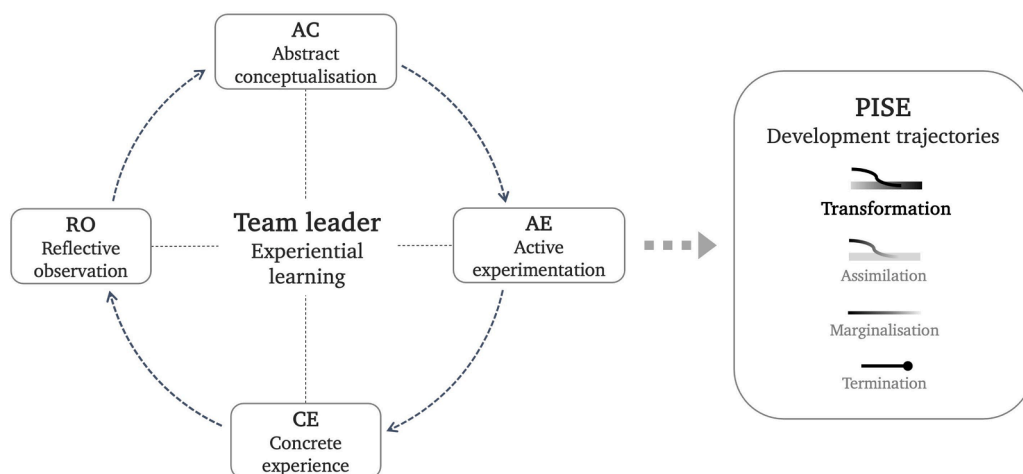 AC
Abstract
conceptualisation
RO
Reflective
observation
Team leader
Experiential
learning
AE
Active
experimentation
CE
Concrete
experience
PISE
Development trajectories
Transformation
Assimilation
Marginalisation
Termination